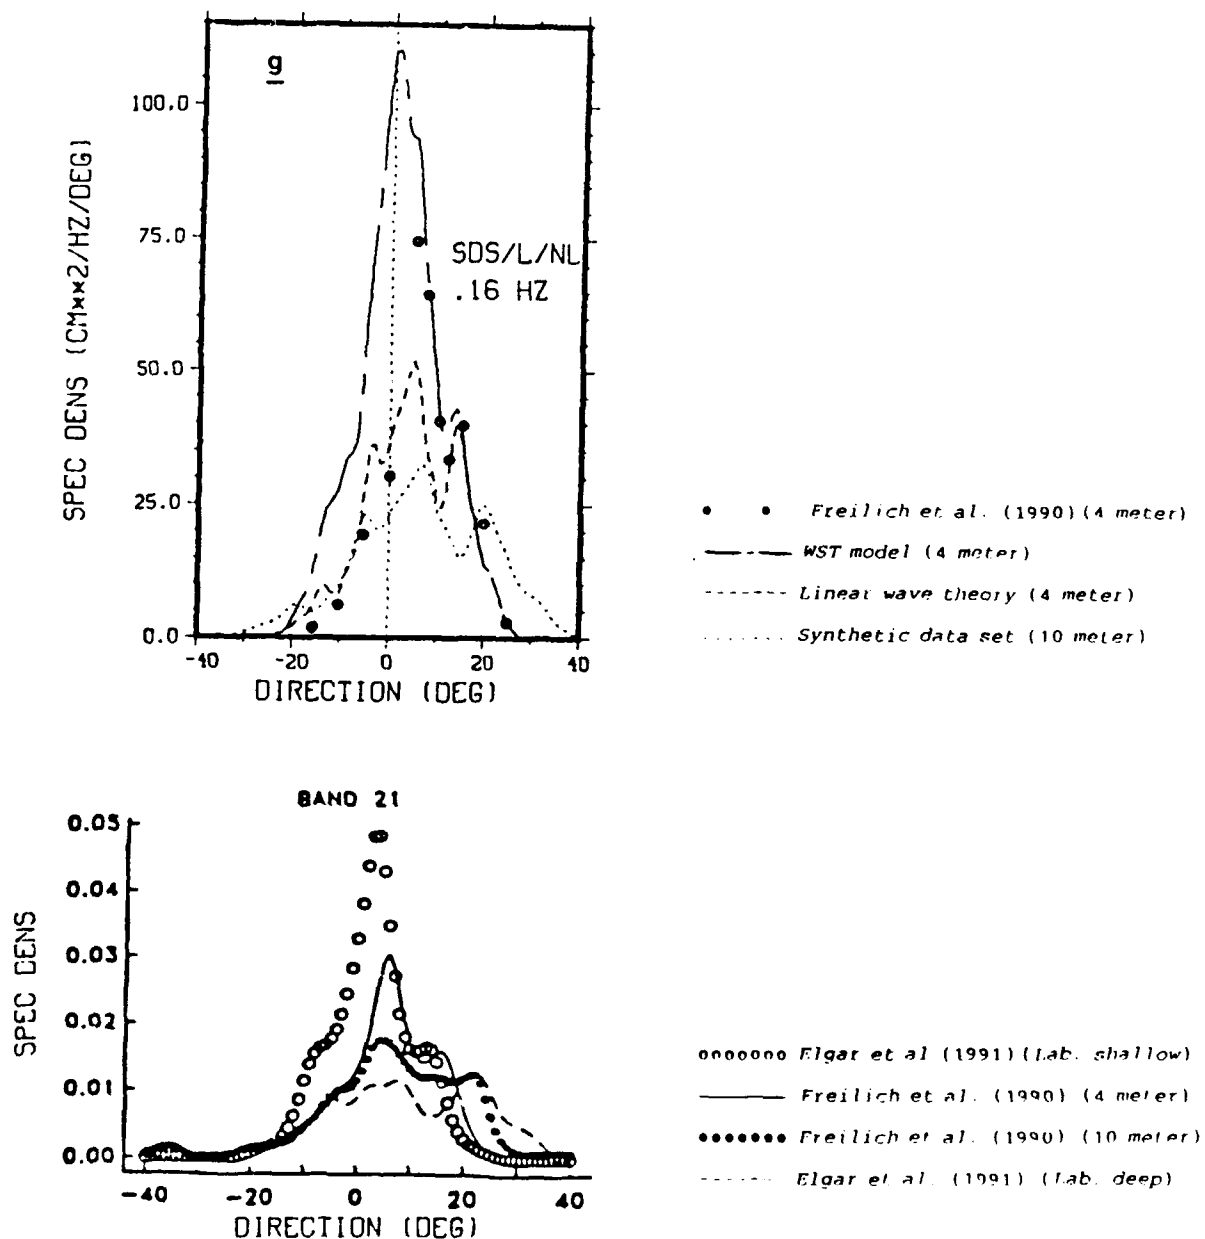 g
SPEC DENS (CM**2/HZ/DEG)
100.0
75.0
50.0
25.0
0.0
SDS/L/NL
.16 HZ
-40 -20 0 20 40
DIRECTION (DEG)
Freilich et al. (1990) (4 meter)
WST model (4 meter)
Linear wave theory (4 meter)
Synthetic data set (10 meter)
BAND 21
SPEC DENS
0.05
0.04
0.03
0.02
0.01
0.00
-40 -20 0 20 40
DIRECTION (DEG)
Elgar et al (1991) (Lab. shallow)
Freilich et al. (1990) (4 meter)
Freilich et al. (1990) (10 meter)
Elgar et al. (1991) (Lab. deep)